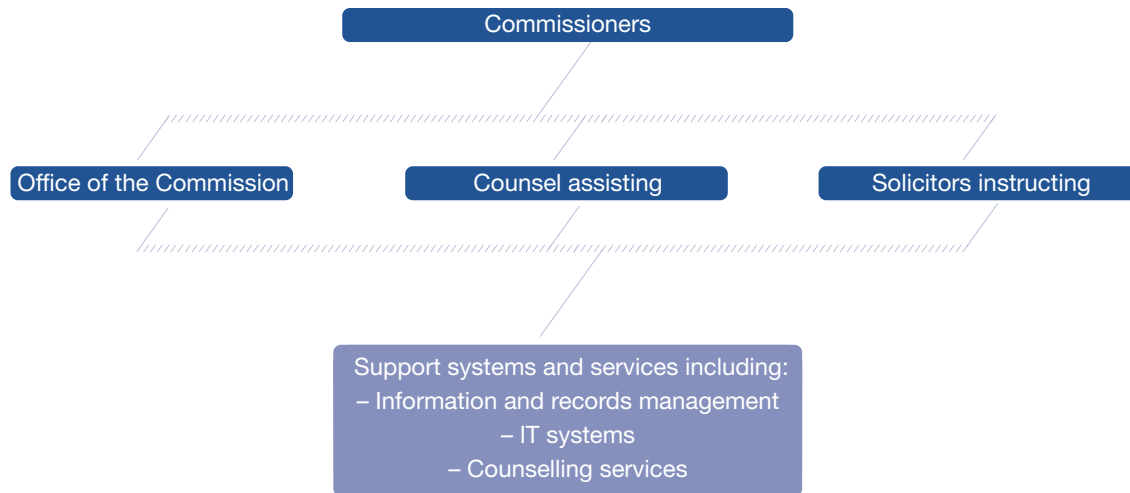 Commissioners
Office of the Commission
Counsel assisting
Solicitors instructing
Support systems and services including:
– Information and records management
– IT systems
– Counselling services